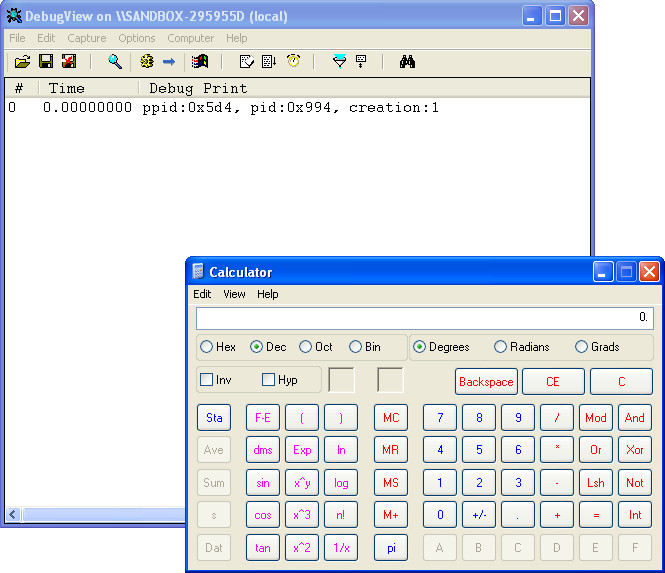 DebugView on \\SANDBOX-295955D (local)
File Edit Capture Options Computer Help
# Time Debug Print
0 0.00000000 ppid:0x5d4, pid:0x994, creation:1
Calculator
Edit View Help
0.
Hex Dec Oct Bin Degrees Radians Grads
Inv Hyp Backspace CE C
Sta F-E ( ) MC 7 8 9 / Mod And
Ave dms Exp ln MR 4 5 6 * Or Xor
Sum sin x^y log MS 1 2 3 - Lsh Not
s cos x^3 n! M+ 0 +/- . + = Int
Dat tan x^2 1/x pi A B C D E F